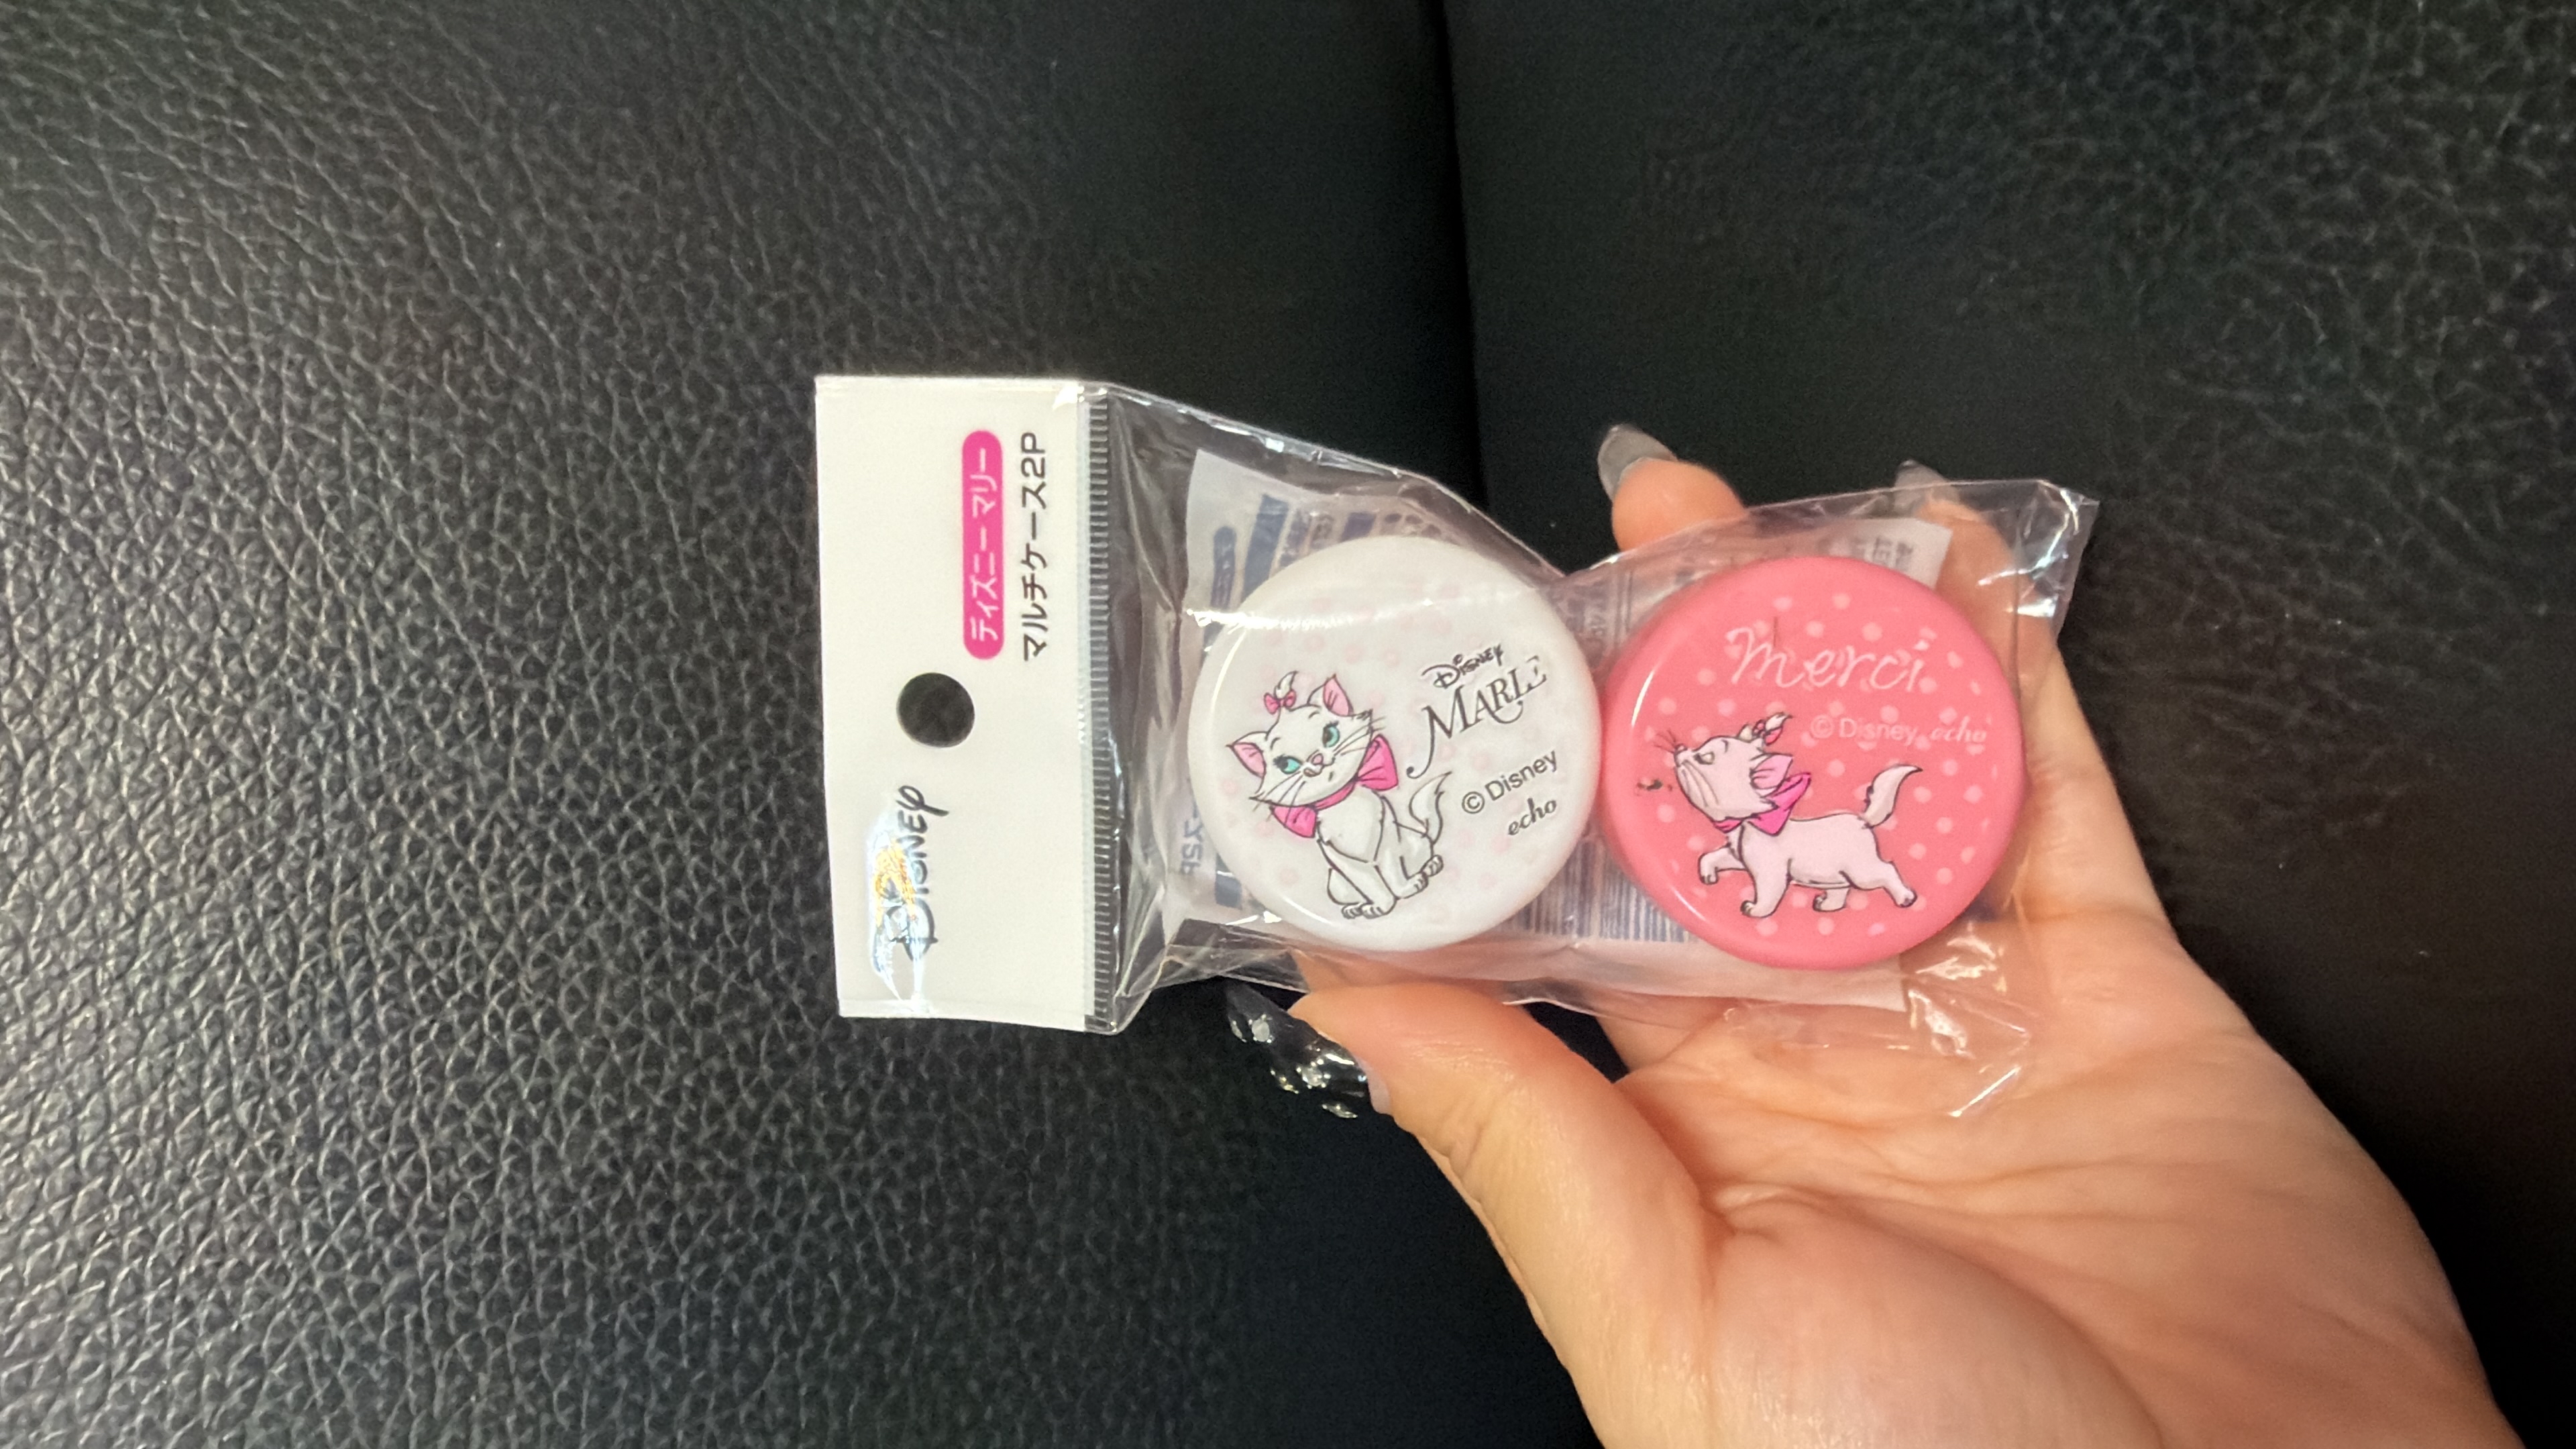 Disney
ディズニー マリー
マルチケース2P
Disney
MARIE
© Disney
echo
merci
© Disney echo